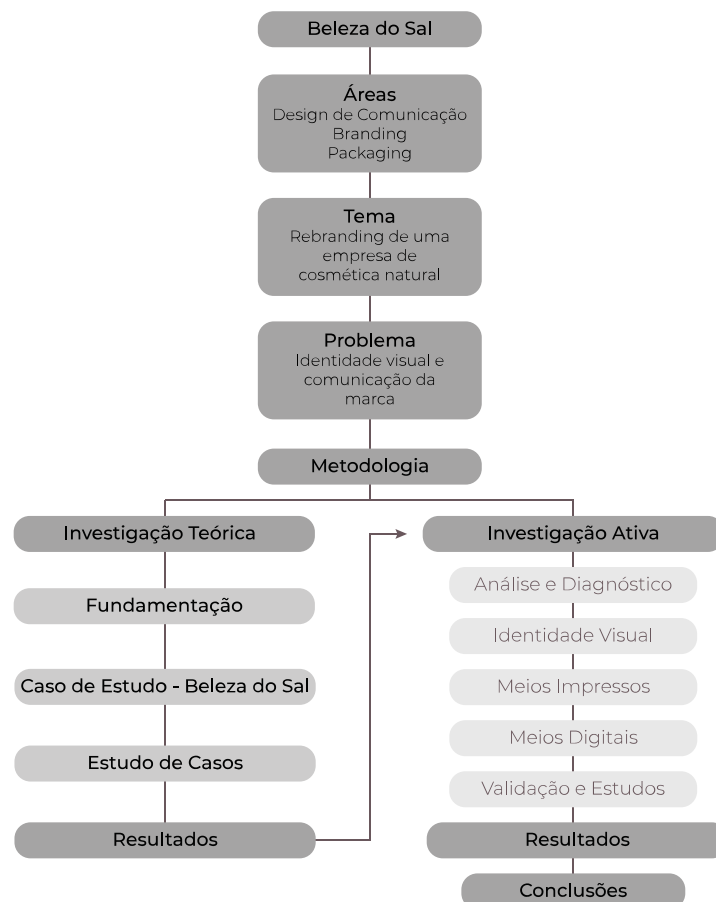 Beleza do Sal
Áreas
Design de Comunicação
Branding
Packaging
Tema
Rebranding de uma
empresa de
cosmética natural
Problema
Identidade visual e
comunicação da
marca
Metodologia
Investigação Teórica
Fundamentação
Caso de Estudo - Beleza do Sal
Estudo de Casos
Resultados
Investigação Ativa
Análise e Diagnóstico
Identidade Visual
Meios Impressos
Meios Digitais
Validação e Estudos
Resultados
Conclusões